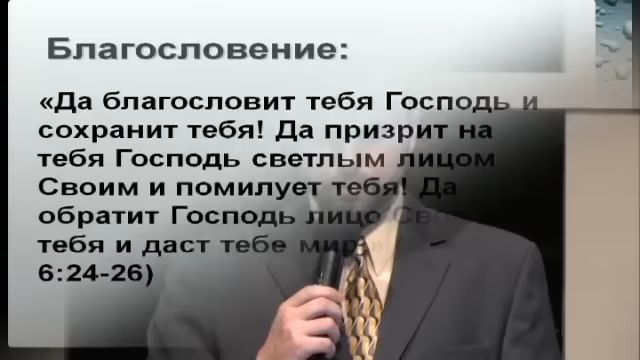 Благословение:
«Да благословит тебя Господь и
сохранит тебя! Да призрит на
тебя Господь светлым лицом
Своим и помилует тебя! Да
обратит Господь лицо
тебя и даст тебе мир
6:24-26)